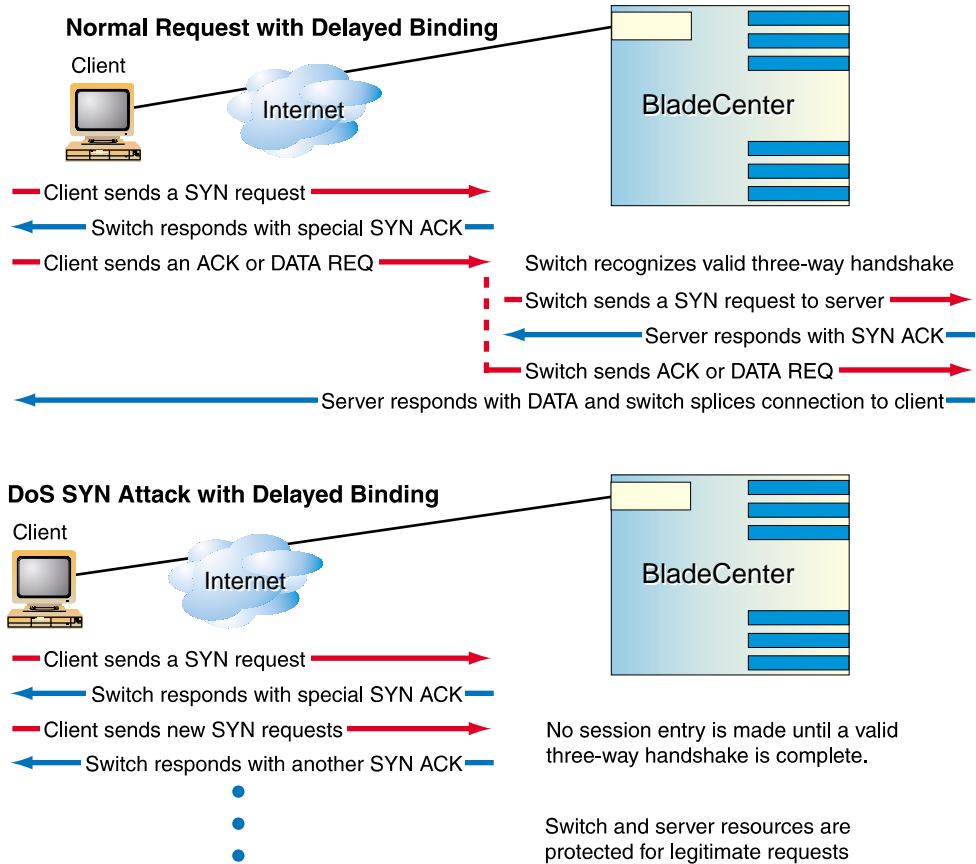 Normal Request with Delayed Binding
Client
Internet
BladeCenter
Client sends a SYN request
Switch responds with special SYN ACK
Client sends an ACK or DATA REQ
Switch recognizes valid three-way handshake
Switch sends a SYN request to server
Server responds with SYN ACK
Switch sends ACK or DATA REQ
Server responds with DATA and switch splices connection to client
DoS SYN Attack with Delayed Binding
Client
Internet
BladeCenter
Client sends a SYN request
Switch responds with special SYN ACK
Client sends new SYN requests
Switch responds with another SYN ACK
No session entry is made until a valid
three-way handshake is complete.
Switch and server resources are
protected for legitimate requests